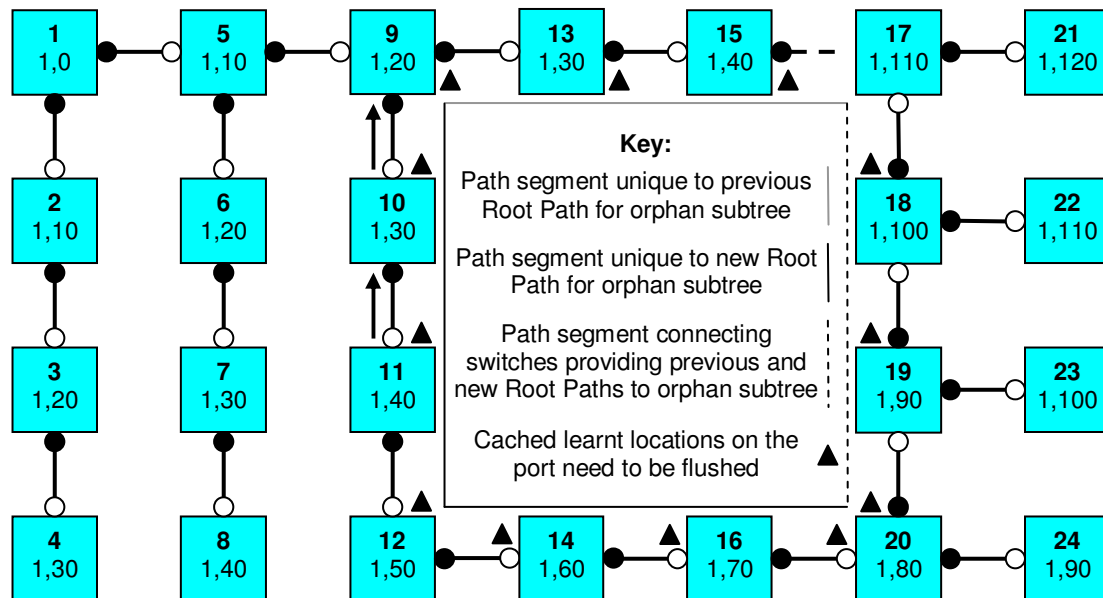 1 5 9 13 15 17 21
1,0 1,10 1,20 1,30 1,40 1,110 1,120
Key:
Path segment unique to previous
Root Path for orphan subtree
2 6 10 18 22
1,10 1,20 1,30 1,100 1,110
Path segment unique to new Root
Path for orphan subtree
Path segment connecting
switches providing previous and
new Root Paths to orphan subtree
3 7 11 19 23
1,20 1,30 1,40 1,90 1,100
Cached learnt locations on the
port need to be flushed
4 8 12 14 16 20 24
1,30 1,40 1,50 1,60 1,70 1,80 1,90